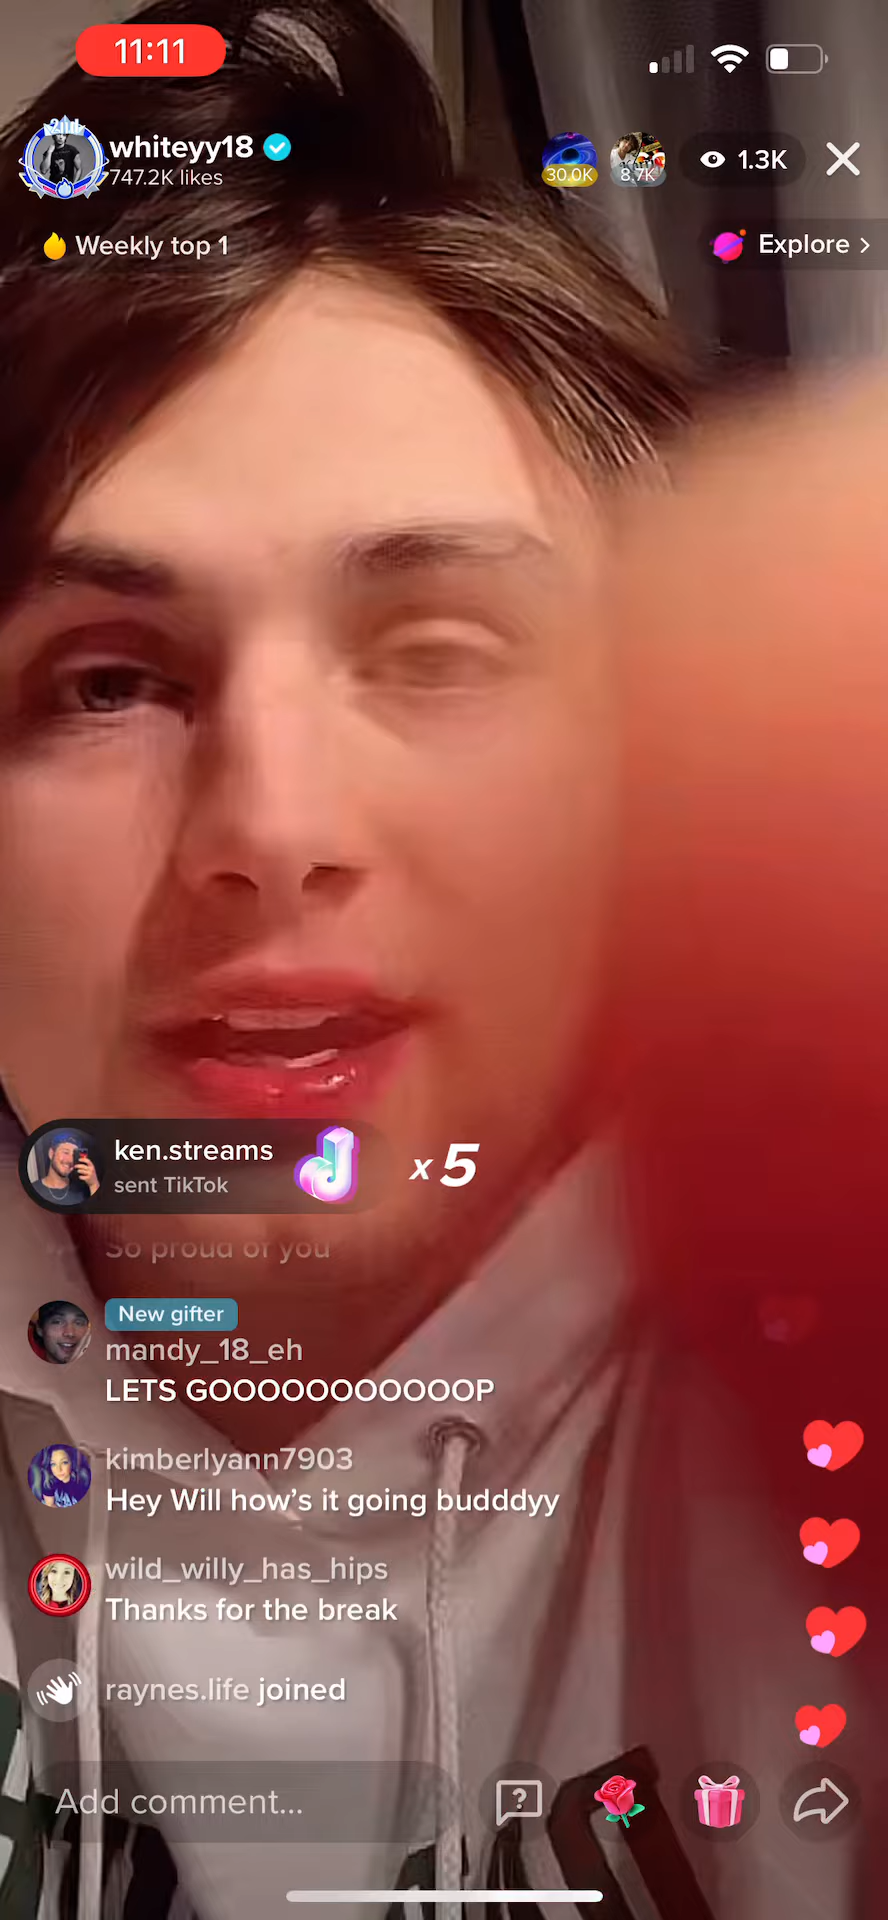 11:11
2nd
whiteyy18
747.2K likes
30.0K
8.7K
1.3K
Weekly top 1
Explore >
ken.streams
sent TikTok
x5
So proud of you
New gifter
mandy_18_eh
LETS GOOOOOOOOOOOP
kimberlyann7903
Hey Will how's it going budddyy
wild_willy_has_hips
Thanks for the break
raynes.life joined
Add comment...
?